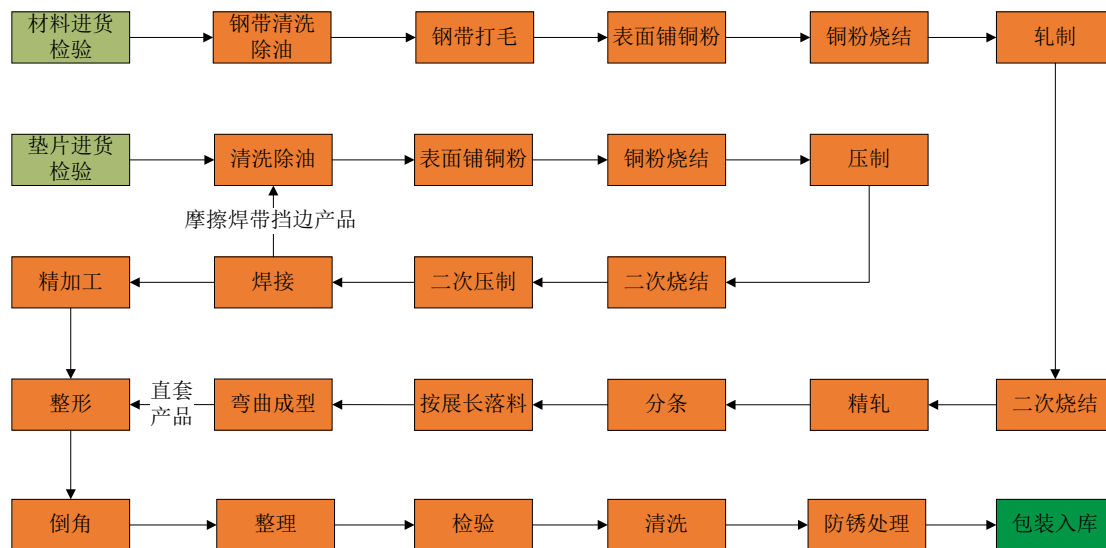 材料进货
检验
钢带清洗
除油
钢带打毛
表面铺铜粉
铜粉烧结
轧制
垫片进货
检验
清洗除油
表面铺铜粉
铜粉烧结
压制
摩擦焊带挡边产品
精加工
焊接
二次压制
二次烧结
整形
直套
产品
弯曲成型
按展长落料
分条
精轧
二次烧结
倒角
整理
检验
清洗
防锈处理
包装入库